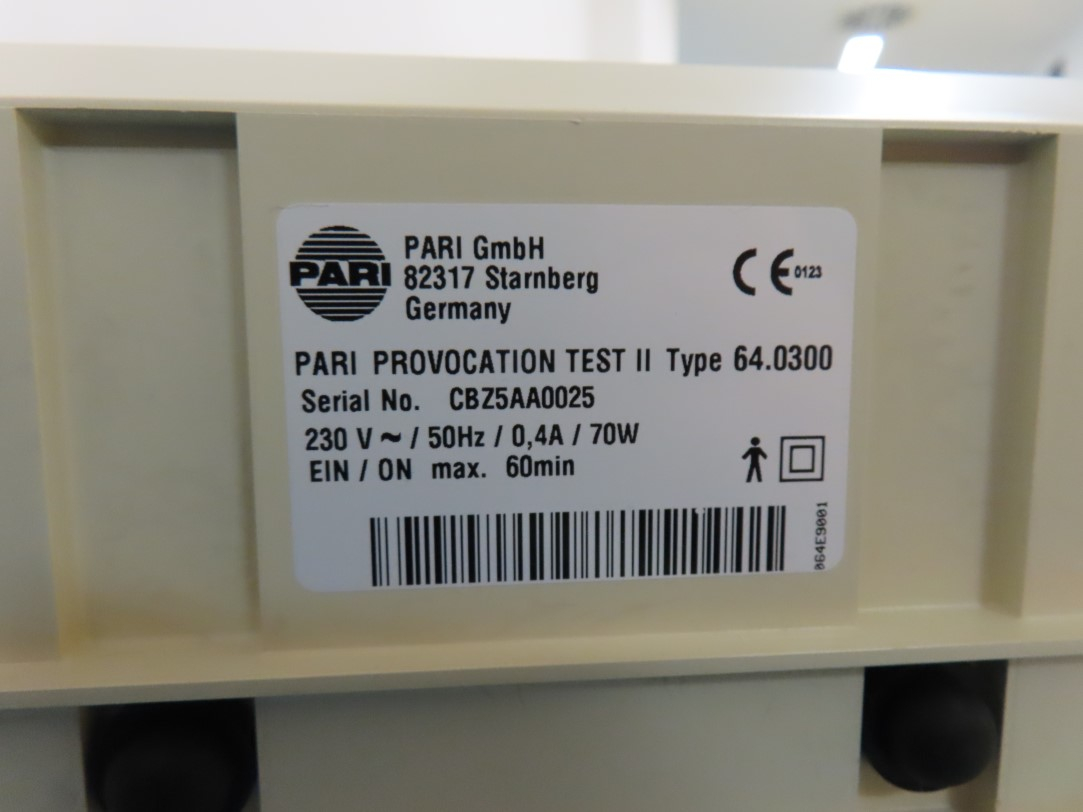 PARI
PARI GmbH
82317 Starnberg
Germany
CE 0123
PARI PROVOCATION TEST II Type 64.0300
Serial No. CBZ5AA0025
230 V ~ / 50Hz / 0,4A / 70W
EIN / ON max. 60min
064E9001